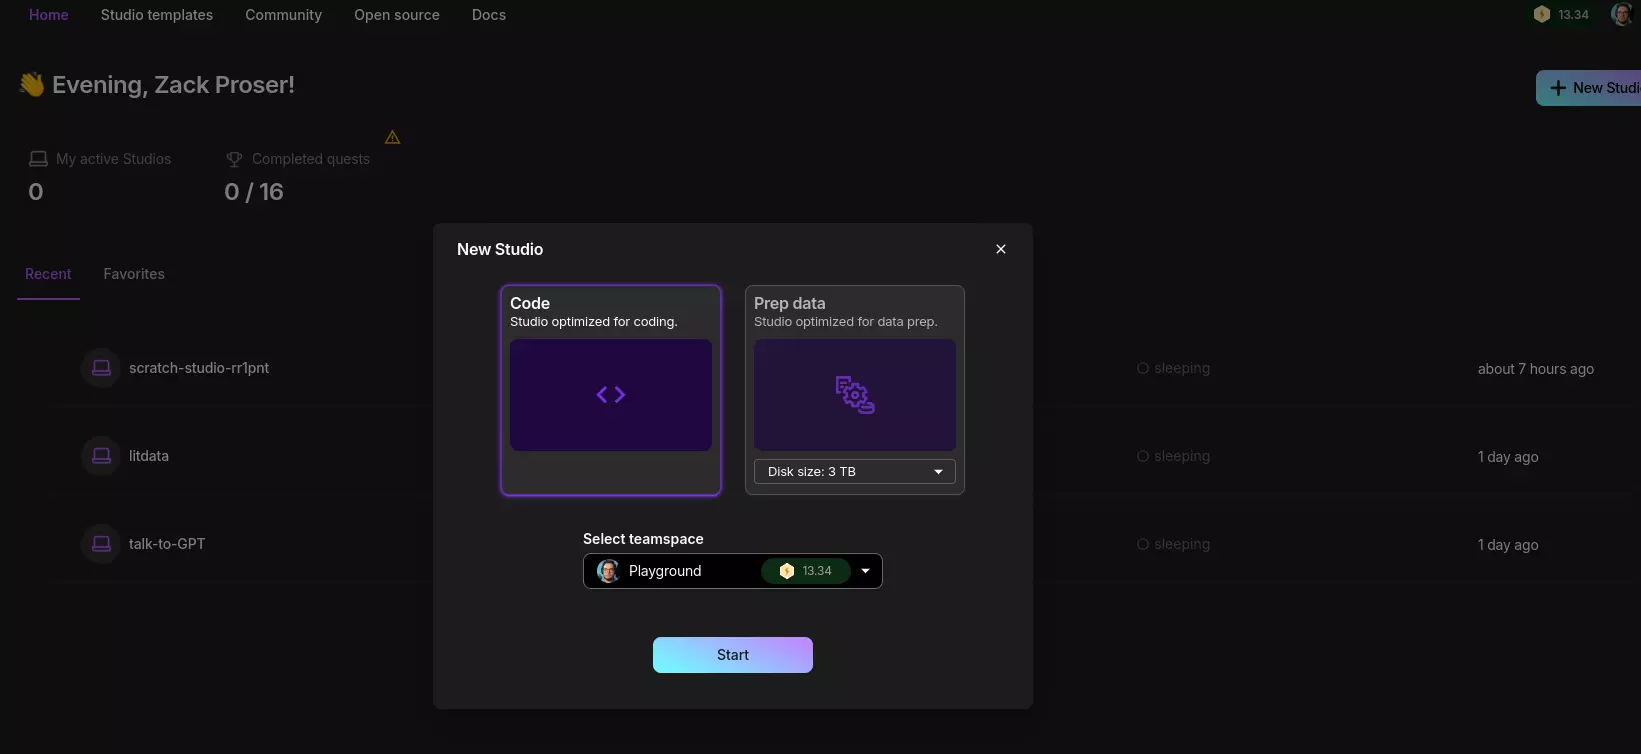 Home Studio templates Community Open source Docs 13.34
👋 Evening, Zack Proser!
New Studi
My active Studios Completed quests
0 0 / 16
Recent Favorites
scratch-studio-rr1pnt sleeping about 7 hours ago
litdata sleeping 1 day ago
talk-to-GPT sleeping 1 day ago
New Studio
Code
Studio optimized for coding.
Prep data
Studio optimized for data prep.
Disk size: 3 TB
Select teamspace
Playground 13.34
Start